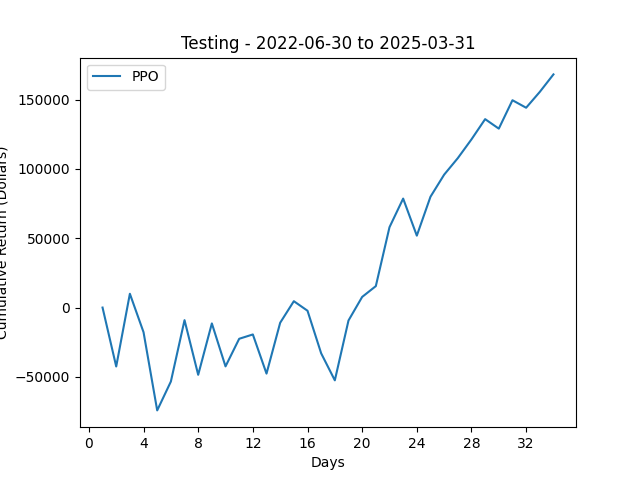 Testing - 2022-06-30 to 2025-03-31
PPO
Cumulative Return (Dollars)
150000
100000
50000
0
−50000
0 4 8 12 16 20 24 28 32
Days